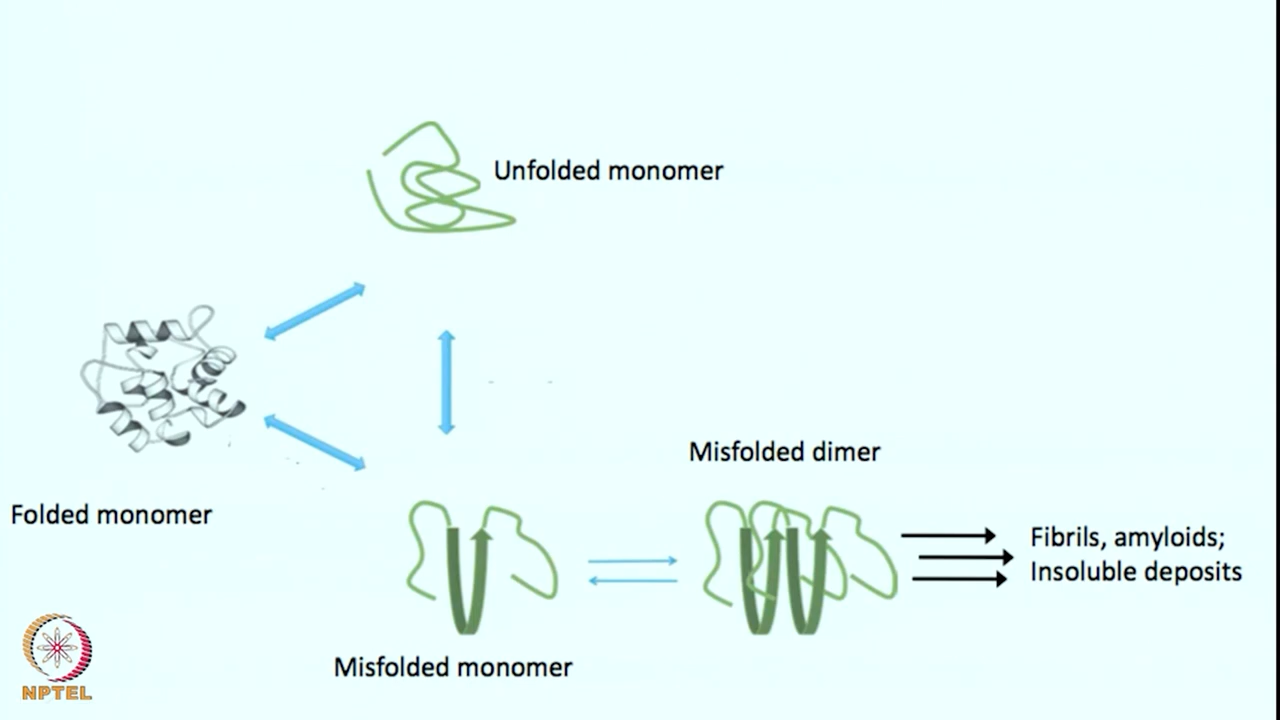 Unfolded monomer
Misfolded dimer
Folded monomer
Fibrils, amyloids;
Insoluble deposits
Misfolded monomer
NPTEL